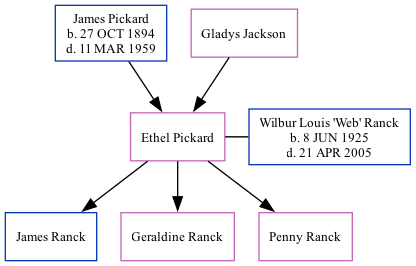 James Pickard
b. 27 OCT 1894
d. 11 MAR 1959
Gladys Jackson
Ethel Pickard
Wilbur Louis 'Web' Ranck
b. 8 JUN 1925
d. 21 APR 2005
James Ranck
Geraldine Ranck
Penny Ranck